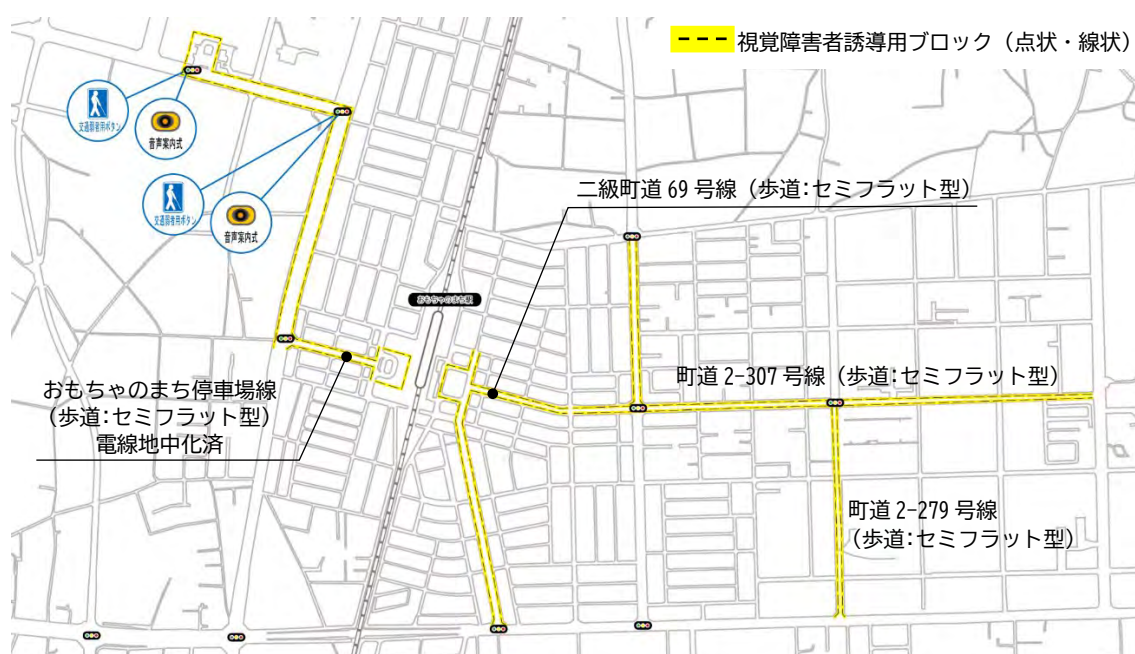 視覚障害者誘導用ブロック（点状・線状）
交通弱者用ボタン
音声案内式
交通弱者用ボタン
音声案内式
二級町道 69 号線（歩道:セミフラット型）
おもちゃのまち駅
町道 2-307 号線（歩道:セミフラット型）
おもちゃのまち停車場線
（歩道:セミフラット型）
電線地中化済
町道 2-279 号線
（歩道:セミフラット型）